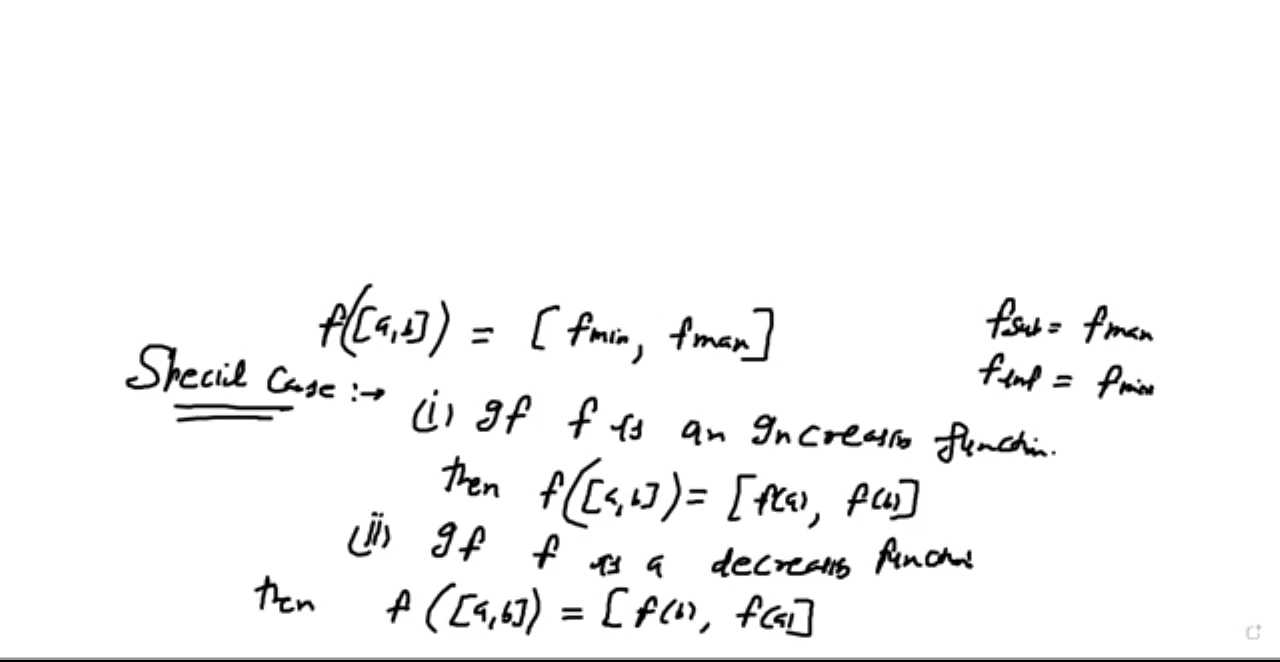 f([a,b]) = [fmin, fmax]
fsub = fmax
finf = fmin
Special Case :→
(i) If f is an Increasing function.
then f([a,b]) = [f(a), f(b)]
(ii) If f is a decreasing function
then f([a,b]) = [f(b), f(a)]